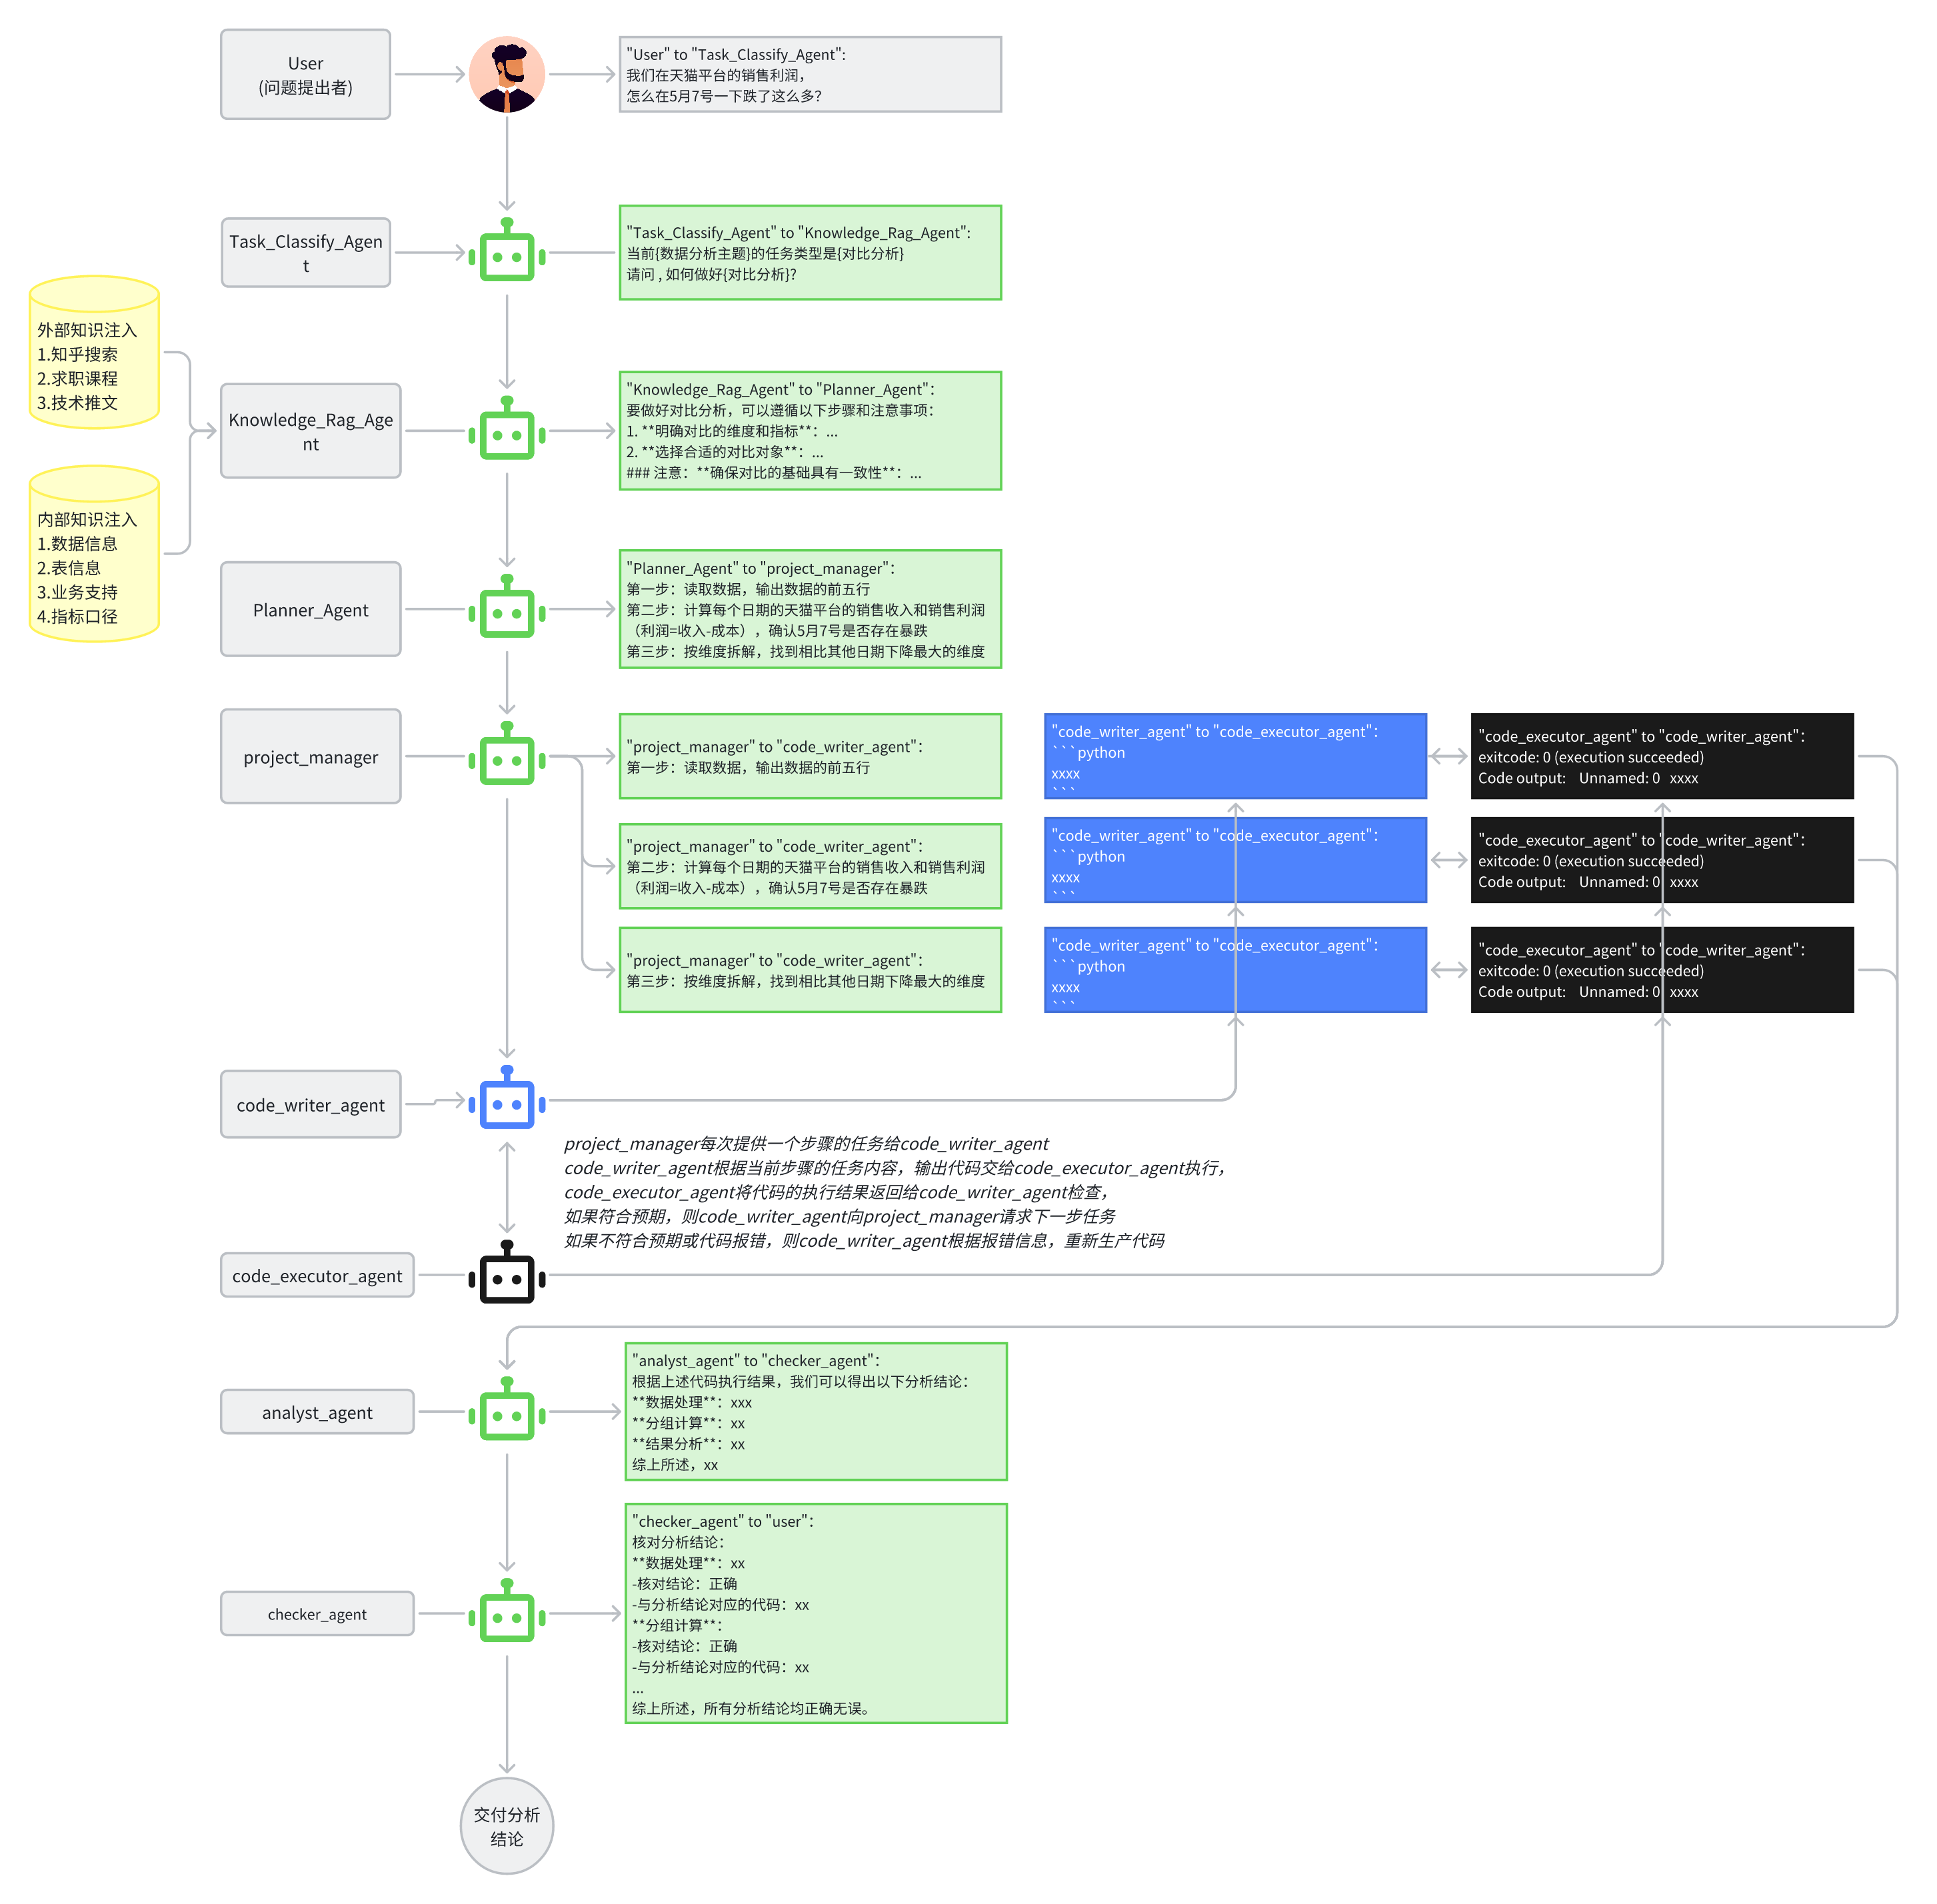 User
(问题提出者)
"User" to "Task_Classify_Agent":
我们在天猫平台的销售利润，
怎么在5月7号一下跌了这么多？
Task_Classify_Agen
t
"Task_Classify_Agent" to "Knowledge_Rag_Agent":
当前{数据分析主题}的任务类型是{对比分析}
请问，如何做好{对比分析}?
外部知识注入
1.知乎搜索
2.求职课程
3.技术推文
内部知识注入
1.数据信息
2.表信息
3.业务支持
4.指标口径
Knowledge_Rag_Age
nt
"Knowledge_Rag_Agent" to "Planner_Agent"：
要做好对比分析，可以遵循以下步骤和注意事项：
1. **明确对比的维度和指标**：...
2. **选择合适的对比对象**：...
### 注意：**确保对比的基础具有一致性**：...
Planner_Agent
"Planner_Agent" to "project_manager"：
第一步：读取数据，输出数据的前五行
第二步：计算每个日期的天猫平台的销售收入和销售利润
（利润=收入-成本），确认5月7号是否存在暴跌
第三步：按维度拆解，找到相比其他日期下降最大的维度
project_manager
"project_manager" to "code_writer_agent"：
第一步：读取数据，输出数据的前五行
"code_writer_agent" to "code_executor_agent"：
```python
xxxx
```
"code_executor_agent" to "code_writer_agent"：
exitcode: 0 (execution succeeded)
Code output:   Unnamed: 0  xxxx
"project_manager" to "code_writer_agent"：
第二步：计算每个日期的天猫平台的销售收入和销售利润
（利润=收入-成本），确认5月7号是否存在暴跌
"code_writer_agent" to "code_executor_agent"：
```python
xxxx
```
"code_executor_agent" to "code_writer_agent"：
exitcode: 0 (execution succeeded)
Code output:   Unnamed: 0  xxxx
"project_manager" to "code_writer_agent"：
第三步：按维度拆解，找到相比其他日期下降最大的维度
"code_writer_agent" to "code_executor_agent"：
```python
xxxx
```
"code_executor_agent" to "code_writer_agent"：
exitcode: 0 (execution succeeded)
Code output:   Unnamed: 0  xxxx
code_writer_agent
project_manager每次提供一个步骤的任务给code_writer_agent
code_writer_agent根据当前步骤的任务内容，输出代码交给code_executor_agent执行，
code_executor_agent将代码的执行结果返回给code_writer_agent检查，
如果符合预期，则code_writer_agent向project_manager请求下一步任务
如果不符合预期或代码报错，则code_writer_agent根据报错信息，重新生产代码
code_executor_agent
analyst_agent
"analyst_agent" to "checker_agent"：
根据上述代码执行结果，我们可以得出以下分析结论：
**数据处理**：xxx
**分组计算**：xx
**结果分析**：xx
综上所述，xx
checker_agent
"checker_agent" to "user"：
核对分析结论：
**数据处理**：xx
-核对结论：正确
-与分析结论对应的代码：xx
**分组计算**：
-核对结论：正确
-与分析结论对应的代码：xx
...
综上所述，所有分析结论均正确无误。
交付分析
结论